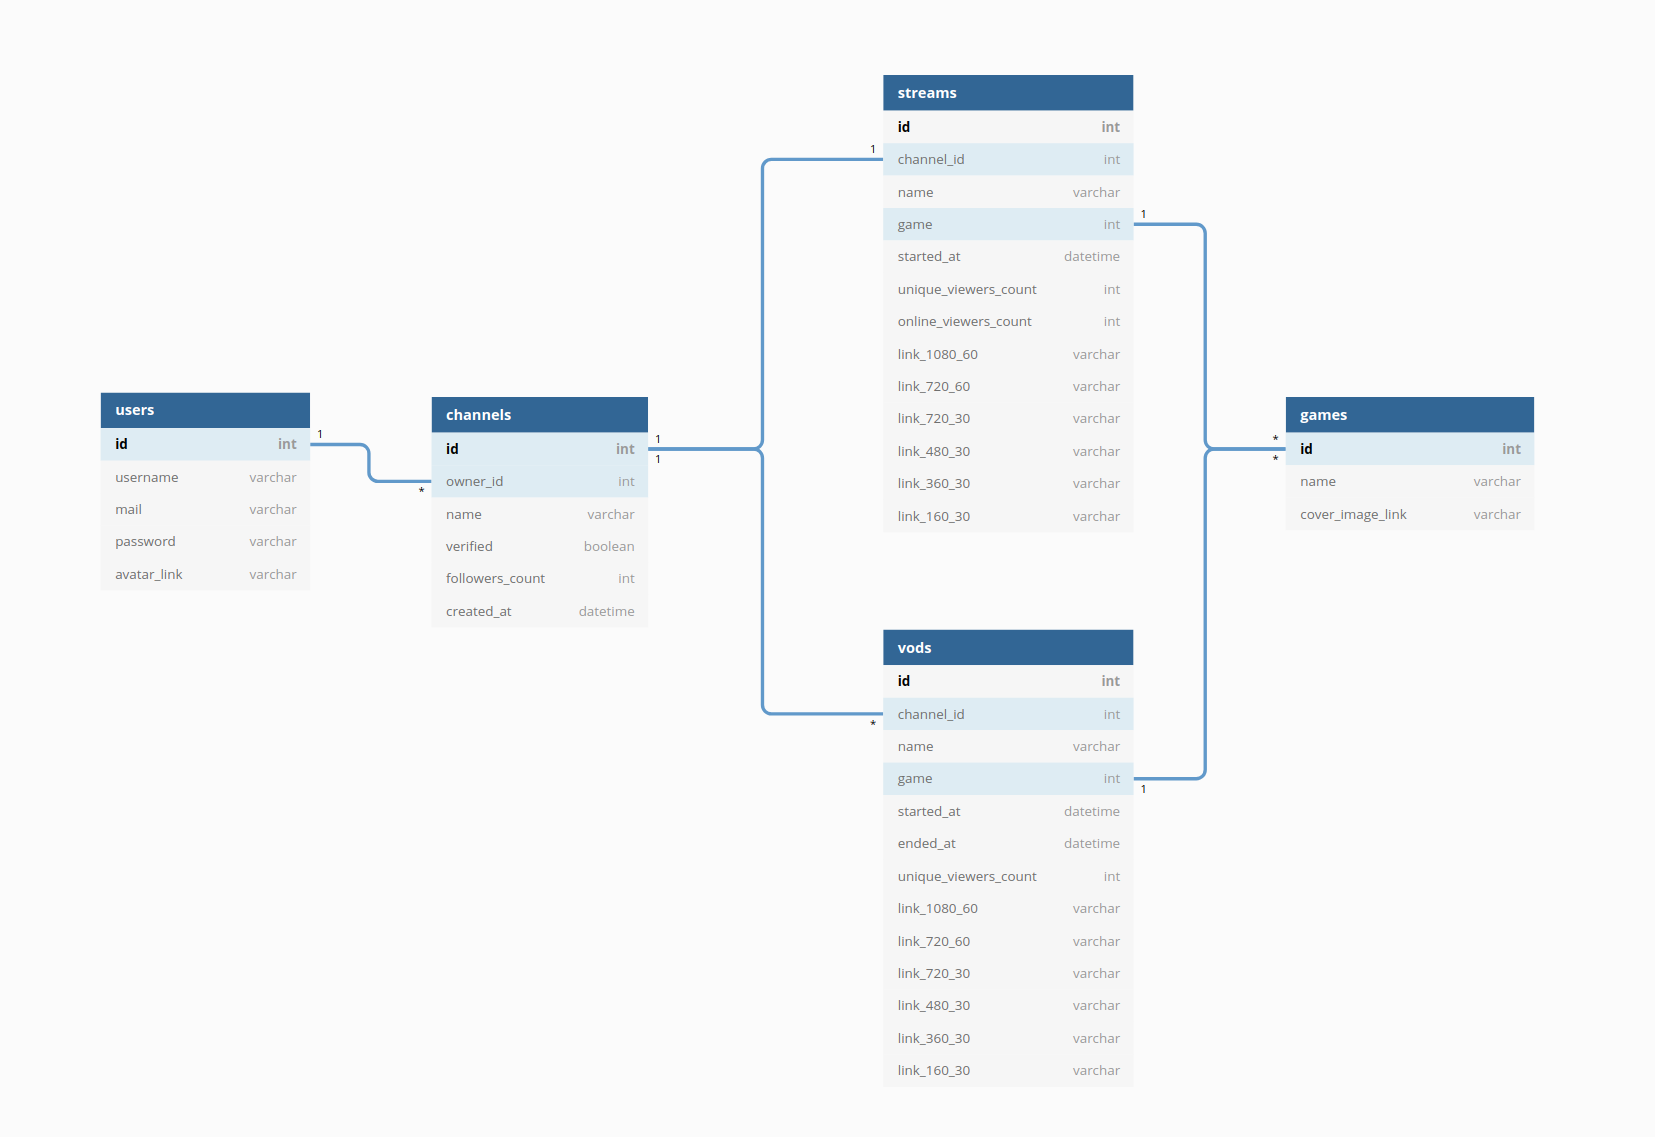 users
id int
username varchar
mail varchar
password varchar
avatar_link varchar
1
*
channels
id int
owner_id int
name varchar
verified boolean
followers_count int
created_at datetime
1
1
1
*
streams
id int
channel_id int
name varchar
game int
started_at datetime
unique_viewers_count int
online_viewers_count int
link_1080_60 varchar
link_720_60 varchar
link_720_30 varchar
link_480_30 varchar
link_360_30 varchar
link_160_30 varchar
1
vods
id int
channel_id int
name varchar
game int
started_at datetime
ended_at datetime
unique_viewers_count int
link_1080_60 varchar
link_720_60 varchar
link_720_30 varchar
link_480_30 varchar
link_360_30 varchar
link_160_30 varchar
1
*
*
games
id int
name varchar
cover_image_link varchar